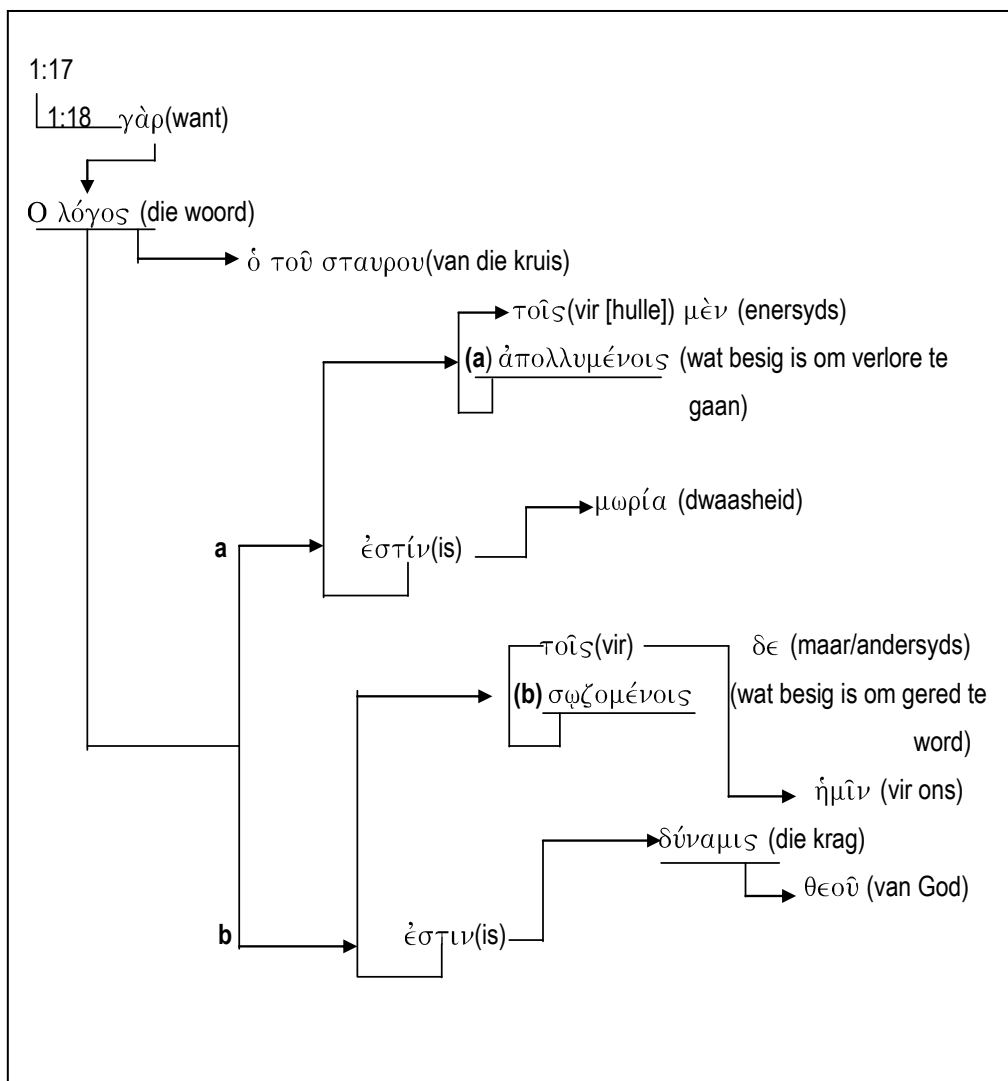 1:17
1:18 γὰρ(want)
Ο λόγος (die woord)
ὁ τοῦ σταυρου(van die kruis)
τοῖς(vir [hulle]) μὲν (enersyds)
(a) ἀπολλυμένοις (wat besig is om verlore te
gaan)
μωρία (dwaasheid)
a ἐστίν(is)
τοῖς(vir) δε (maar/andersyds)
(b) σῳζομένοις (wat besig is om gered te
word)
ἡμῖν (vir ons)
δύναμις (die krag)
θεοῦ (van God)
b ἐστιν(is)